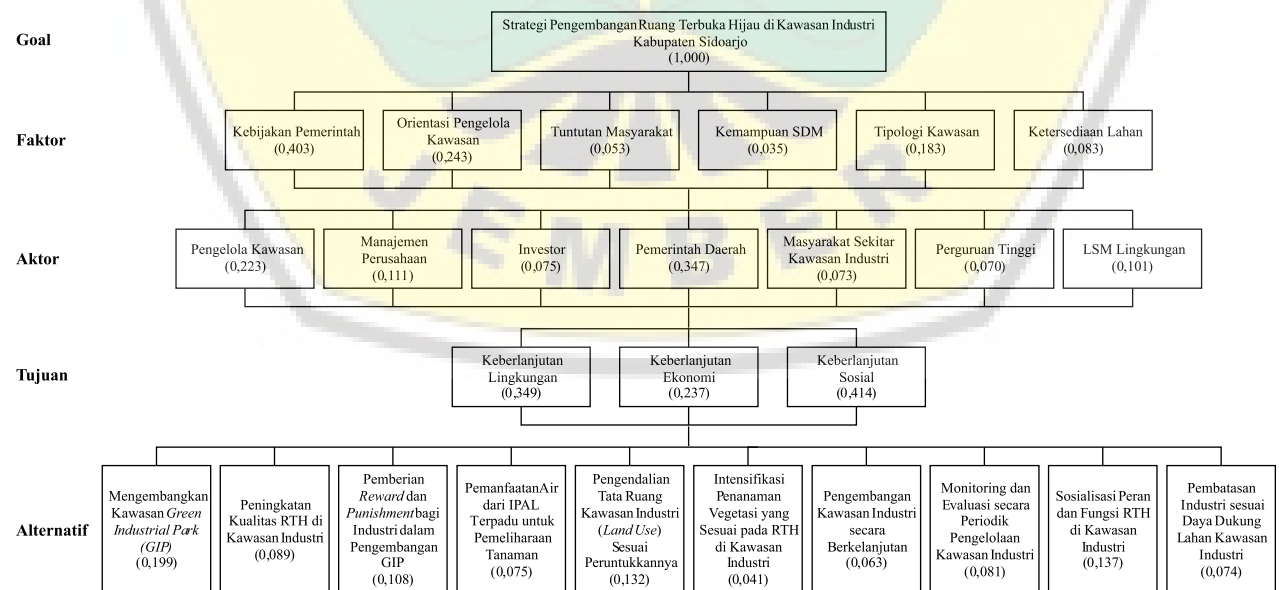 Goal
Strategi Pengembangan Ruang Terbuka Hijau di Kawasan Industri
Kabupaten Sidoarjo
(1,000)
Faktor
Kebijakan Pemerintah
(0,403)
Orientasi Pengelola
Kawasan
(0,243)
Tuntutan Masyarakat
(0,053)
Kemampuan SDM
(0,035)
Tipologi Kawasan
(0,183)
Ketersediaan Lahan
(0,083)
Aktor
Pengelola Kawasan
(0,223)
Manajemen
Perusahaan
(0,111)
Investor
(0,075)
Pemerintah Daerah
(0,347)
Masyarakat Sekitar
Kawasan Industri
(0,073)
Perguruan Tinggi
(0,070)
LSM Lingkungan
(0,101)
Tujuan
Keberlanjutan
Lingkungan
(0,349)
Keberlanjutan
Ekonomi
(0,237)
Keberlanjutan
Sosial
(0,414)
Alternatif
Mengembangkan
Kawasan Green
Industrial Park
(GIP)
(0,199)
Peningkatan
Kualitas RTH di
Kawasan Industri
(0,089)
Pemberian
Reward dan
Punishment bagi
Industri dalam
Pengembangan
GIP
(0,108)
Pemanfaatan Air
dari IPAL
Terpadu untuk
Pemeliharaan
Tanaman
(0,075)
Pengendalian
Tata Ruang
Kawasan Industri
(Land Use)
Sesuai
Peruntukkannya
(0,132)
Intensifikasi
Penanaman
Vegetasi yang
Sesuai pada RTH
di Kawasan
Industri
(0,041)
Pengembangan
Kawasan Industri
secara
Berkelanjutan
(0,063)
Monitoring dan
Evaluasi secara
Periodik
Pengelolaan
Kawasan Industri
(0,081)
Sosialisasi Peran
dan Fungsi RTH
di Kawasan
Industri
(0,137)
Pembatasan
Industri sesuai
Daya Dukung
Lahan Kawasan
Industri
(0,074)
JEMBER